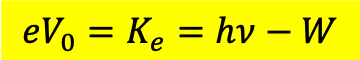 eV₀ = Kₑ = hν − W